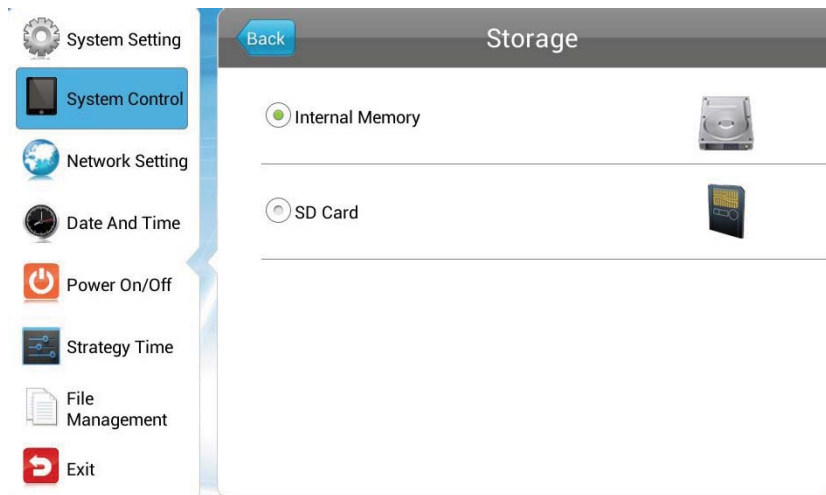 System Setting
System Control
Network Setting
Date And Time
Power On/Off
Strategy Time
File
Management
Exit
Back
Storage
Internal Memory
SD Card